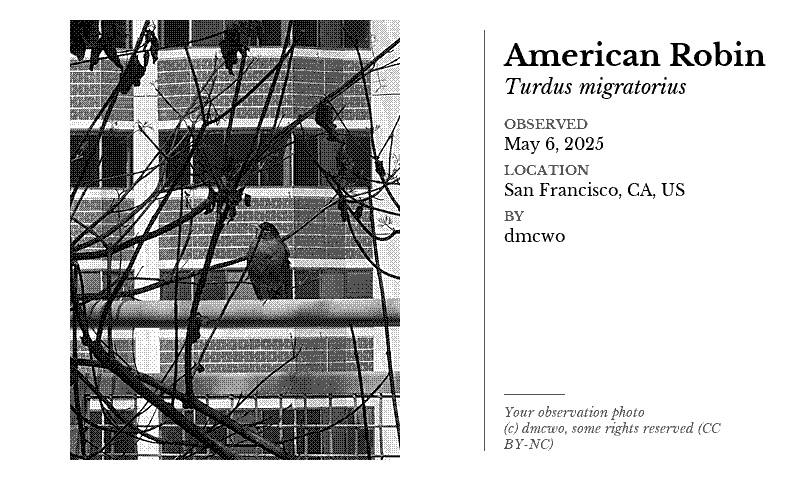 American Robin
Turdus migratorius
OBSERVED
May 6, 2025
LOCATION
San Francisco, CA, US
BY
dmcwo
Your observation photo
(c) dmcwo, some rights reserved (CC
BY-NC)